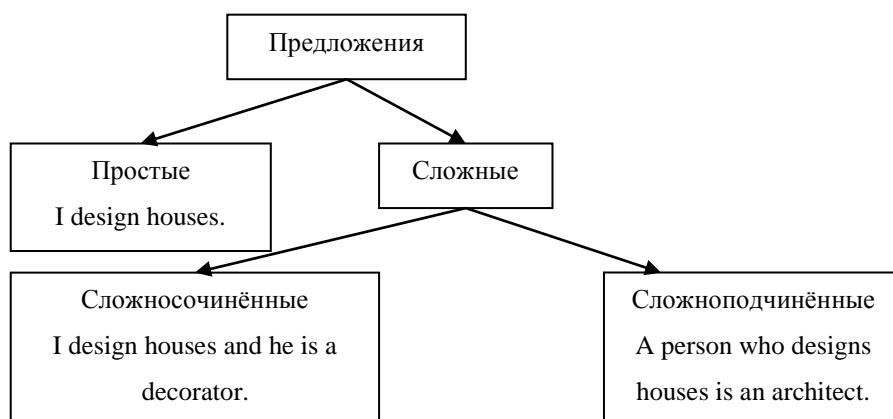 Предложения
Простые
I design houses.
Сложные
Сложносочинённые
I design houses and he is a
decorator.
Сложноподчинённые
A person who designs
houses is an architect.